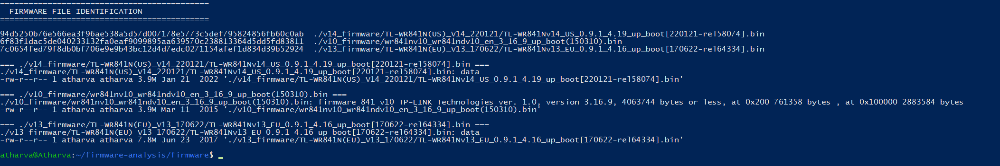 ============================================
  FIRMWARE FILE IDENTIFICATION
============================================
94d5250b76e566ea3f96ae538a5d57d007178e5773c5def795824856fb60c0ab  ./v14_firmware/TL-WR841N(US)_V14_220121/TL-WR841Nv14_US_0.9.1_4.19_up_boot[220121-rel58074].bin
6f83f1dac5de040233132fa0eaf9099895aa639570c238813364d5dd5fd83811  ./v10_firmware/wr841nv10_wr841ndv10_en_3_16_9_up_boot(150310).bin
7c0654fed79f8db0bf706e9e9b43bc12d4d7edc0271154afef1d834d39b52924  ./v13_firmware/TL-WR841N(EU)_V13_170622/TL-WR841Nv13_EU_0.9.1_4.16_up_boot[170622-rel64334].bin
=== ./v14_firmware/TL-WR841N(US)_V14_220121/TL-WR841Nv14_US_0.9.1_4.19_up_boot[220121-rel58074].bin ===
./v14_firmware/TL-WR841N(US)_V14_220121/TL-WR841Nv14_US_0.9.1_4.19_up_boot[220121-rel58074].bin: data
-rw-r--r-- 1 atharva atharva 3.9M Jan 21  2022 './v14_firmware/TL-WR841N(US)_V14_220121/TL-WR841Nv14_US_0.9.1_4.19_up_boot[220121-rel58074].bin'
=== ./v10_firmware/wr841nv10_wr841ndv10_en_3_16_9_up_boot(150310).bin ===
./v10_firmware/wr841nv10_wr841ndv10_en_3_16_9_up_boot(150310).bin: firmware 841 v10 TP-LINK Technologies ver. 1.0, version 3.16.9, 4063744 bytes or less, at 0x200 761358 bytes , at 0x100000 2883584 bytes
-rw-r--r-- 1 atharva atharva 3.9M Mar 11  2015 './v10_firmware/wr841nv10_wr841ndv10_en_3_16_9_up_boot(150310).bin'
=== ./v13_firmware/TL-WR841N(EU)_V13_170622/TL-WR841Nv13_EU_0.9.1_4.16_up_boot[170622-rel64334].bin ===
./v13_firmware/TL-WR841N(EU)_V13_170622/TL-WR841Nv13_EU_0.9.1_4.16_up_boot[170622-rel64334].bin: data
-rw-r--r-- 1 atharva atharva 7.8M Jun 23  2017 './v13_firmware/TL-WR841N(EU)_V13_170622/TL-WR841Nv13_EU_0.9.1_4.16_up_boot[170622-rel64334].bin'
atharva@Atharva:~/firmware-analysis/firmware$